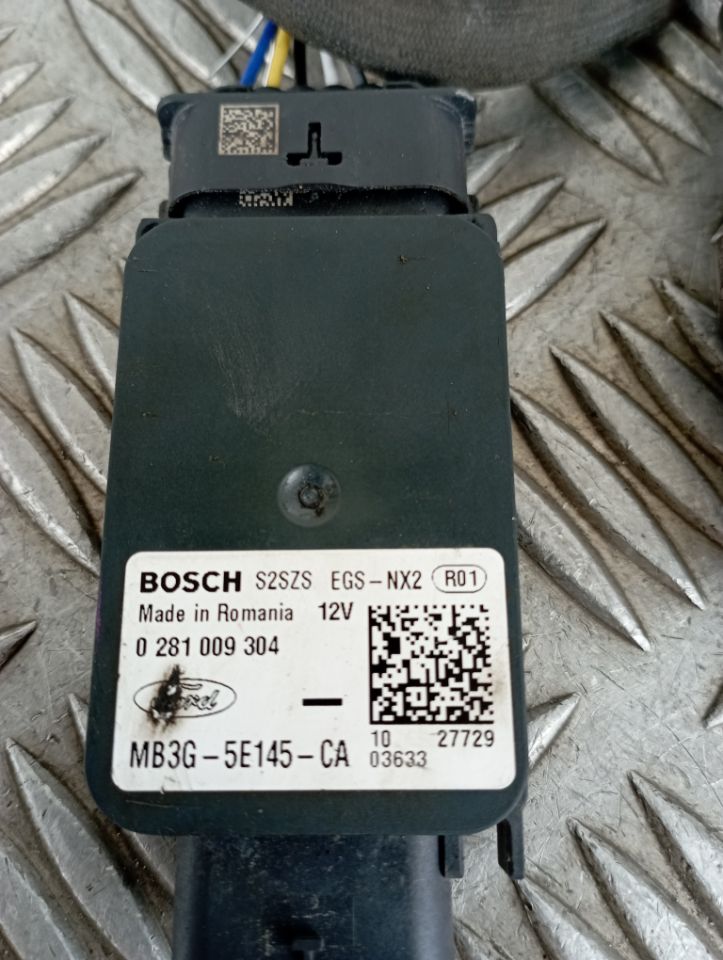 BOSCH S2SZS EGS-NX2 R01
Made in Romania 12V
0 281 009 304
Ford
MB3G-5E145-CA
10 27729
03633